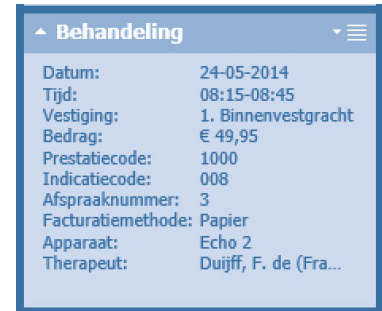 Behandeling
Datum: 24-05-2014
Tijd: 08:15-08:45
Vestiging: 1. Binnenvestgracht
Bedrag: € 49,95
Prestatiecode: 1000
Indicatiecode: 008
Afspraaknummer: 3
Facturatiemethode: Papier
Apparaat: Echo 2
Therapeut: Duijff, F. de (Fra...